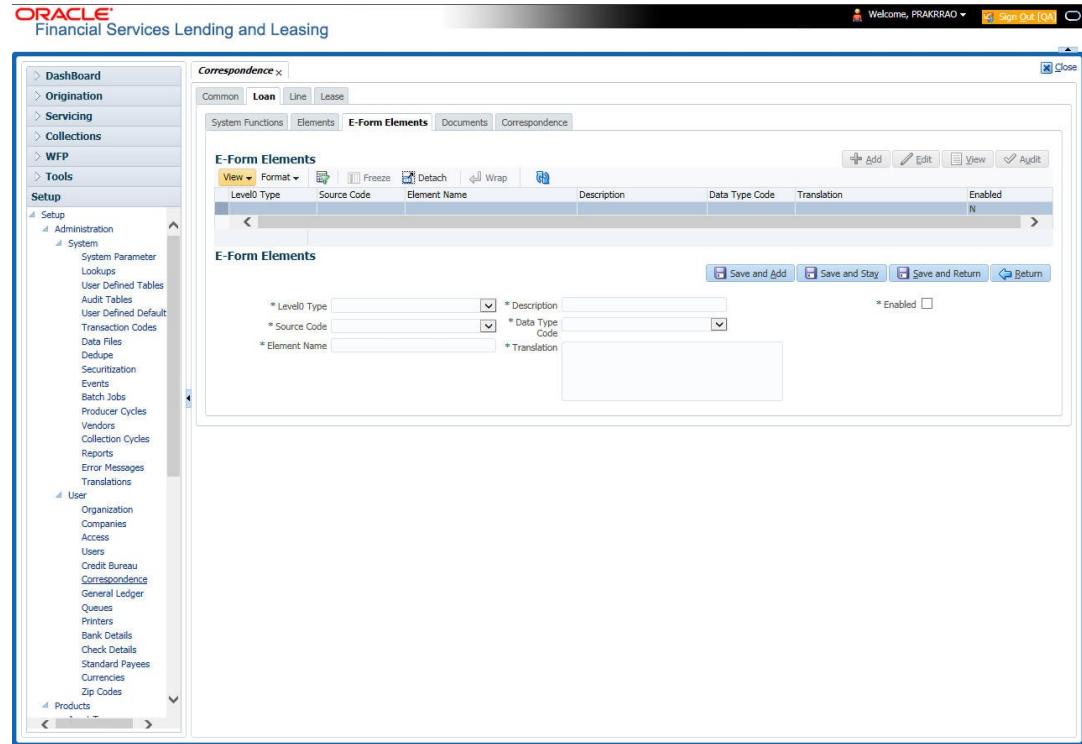 ORACLE
Financial Services Lending and Leasing
Welcome, PRAKRRAO
Sign Out [QA]
Close
DashBoard
Origination
Servicing
Collections
WFP
Tools
Setup
Setup
Administration
System
System Parameter
Lookups
User Defined Tables
Audit Tables
User Defined Default
Transaction Codes
Data Files
Dedupe
Securitization
Events
Batch Jobs
Producer Cycles
Vendors
Collection Cycles
Reports
Error Messages
Translations
User
Organization
Companies
Access
Users
Credit Bureau
Correspondence
General Ledger
Queues
Printers
Bank Details
Check Details
Standard Payees
Currencies
Zip Codes
Products
Correspondence
Common Loan Line Lease
System Functions Elements E-Form Elements Documents Correspondence
E-Form Elements
Add Edit View Audit
View Format Freeze Detach Wrap
Level0 Type Source Code Element Name Description Data Type Code Translation Enabled
N
E-Form Elements
Save and Add Save and Stay Save and Return Return
* Level0 Type * Description * Enabled
* Source Code * Data Type Code
* Element Name * Translation